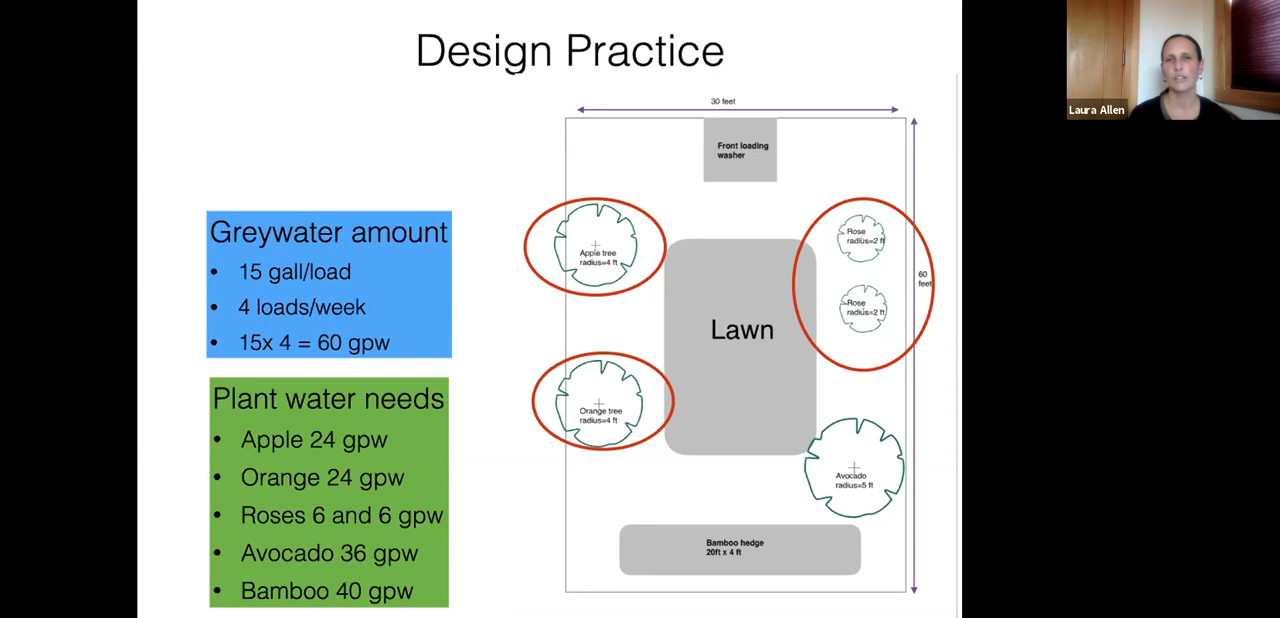 Design Practice
30 feet
Front loading
washer
Greywater amount
• 15 gall/load
• 4 loads/week
• 15x 4 = 60 gpw
Plant water needs
• Apple 24 gpw
• Orange 24 gpw
• Roses 6 and 6 gpw
• Avocado 36 gpw
• Bamboo 40 gpw
Apple tree
radius=4 ft
Rose
radius=2 ft
Rose
radius=2 ft
60
feet
Lawn
Orange tree
radius=4 ft
Avocado
radius=5 ft
Bamboo hedge
20ft x 4 ft
Laura Allen